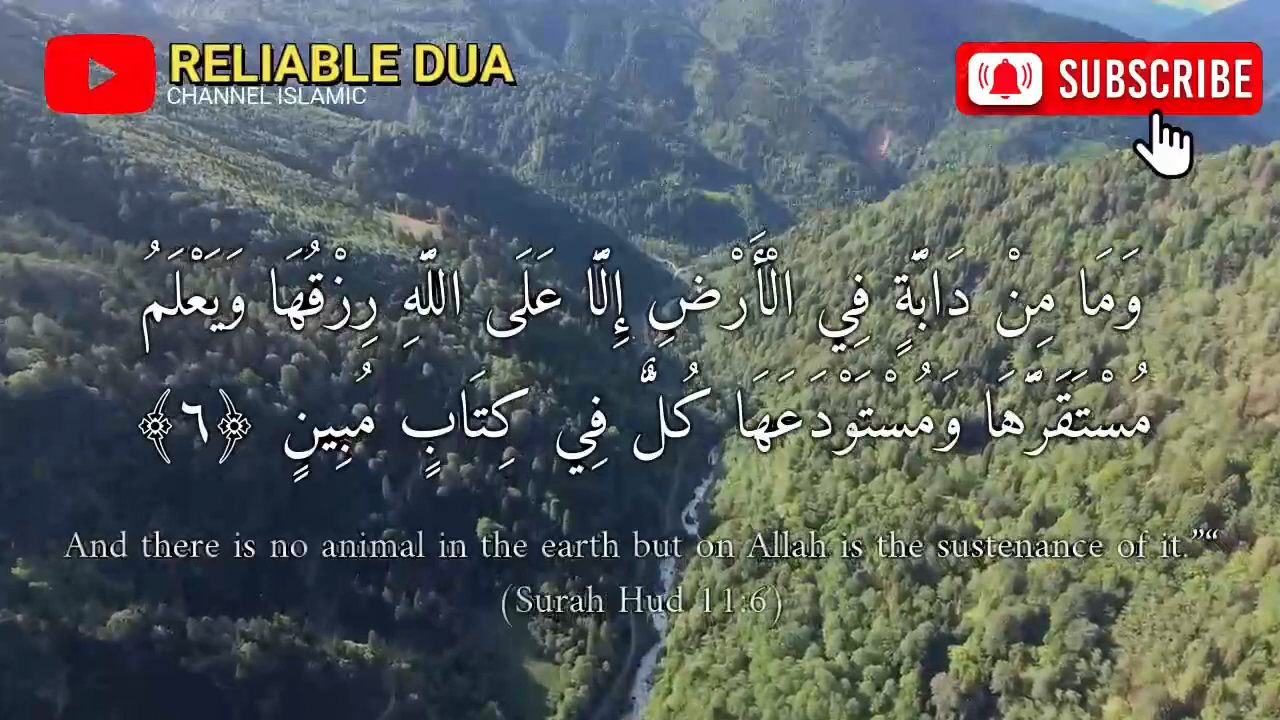 RELIABLE DUA
CHANNEL ISLAMIC
SUBSCRIBE
وَمَا مِنْ دَابَّةٍ فِي الْأَرْضِ إِلَّا عَلَى اللَّهِ رِزْقُهَا وَيَعْلَمُ
مُسْتَقَرَّهَا وَمُسْتَوْدَعَهَا كُلٌّ فِي كِتَابٍ مُبِينٍ ﴿٦﴾
And there is no animal in the earth but on Allah is the sustenance of it.”“
(Surah Hud 11:6)